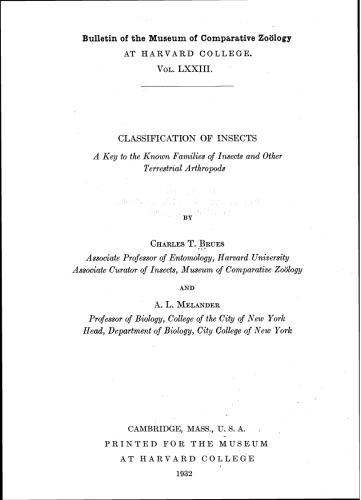 Bulletin of the Museum of Comparative Zoölogy
AT HARVARD COLLEGE.
VOL. LXXIII.
CLASSIFICATION OF INSECTS
A Key to the Known Families of Insects and Other
Terrestrial Arthropods
BY
CHARLES T. BRUES
Associate Professor of Entomology, Harvard University
Associate Curator of Insects, Museum of Comparative Zoölogy
AND
A. L. MELANDER
Professor of Biology, College of the City of New York
Head, Department of Biology, City College of New York
CAMBRIDGE, MASS., U. S. A.
PRINTED FOR THE MUSEUM
AT HARVARD COLLEGE
1932